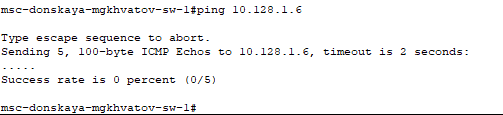 msc-donskaya-mgkhvatov-sw-1#ping 10.128.1.6
Type escape sequence to abort.
Sending 5, 100-byte ICMP Echos to 10.128.1.6, timeout is 2 seconds:
.....
Success rate is 0 percent (0/5)
msc-donskaya-mgkhvatov-sw-1#